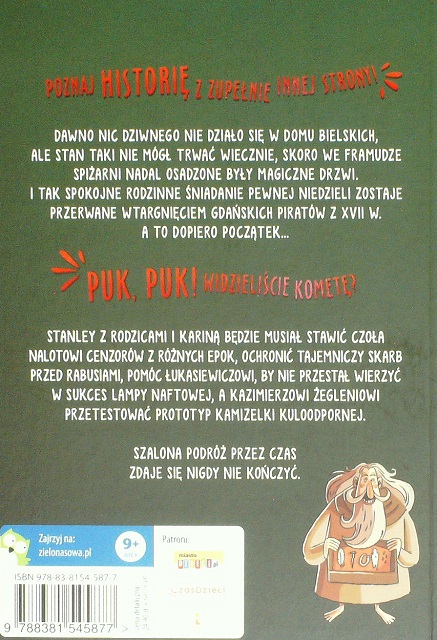 POZNAJ HISTORIĘ Z ZUPEŁNIE INNEJ STRONY!
DAWNO NIC DZIWNEGO NIE DZIAŁO SIĘ W DOMU BIELSKICH,
ALE STAN TAKI NIE MÓGŁ TRWAĆ WIECZNIE, SKORO WE FRAMUDZE
SPIŻARNI NADAL OSADZONE BYŁY MAGICZNE DRZWI.
I TAK SPOKOJNE RODZINNE ŚNIADANIE PEWNEJ NIEDZIELI ZOSTAJE
PRZERWANE WTARGNIĘCIEM GDAŃSKICH PIRATÓW Z XVII W.
A TO DOPIERO POCZĄTEK...
PUK, PUK! WIDZIELIŚCIE KOMETĘ?
STANLEY Z RODZICAMI I KARINĄ BĘDZIE MUSIAŁ STAWIĆ CZOŁA
NALOTOWI CENZORÓW Z RÓŻNYCH EPOK, OCHRONIĆ TAJEMNICZY SKARB
PRZED RABUSIAMI, POMÓC ŁUKASIEWICZOWI, BY NIE PRZESTAŁ WIERZYĆ
W SUKCES LAMPY NAFTOWEJ, A KAZIMIERZOWI ŻEGLENIOWI
PRZETESTOWAĆ PROTOTYP KAMIZELKI KULOODPORNEJ.
SZALONA PODRÓŻ PRZEZ CZAS
ZDAJE SIĘ NIGDY NIE KOŃCZYĆ.
Zajrzyj na:
zielonasowa.pl
9+
Patroni:
miasto
CzasDzieci
ISBN 978-83-8154-587-7
9 788381 545877